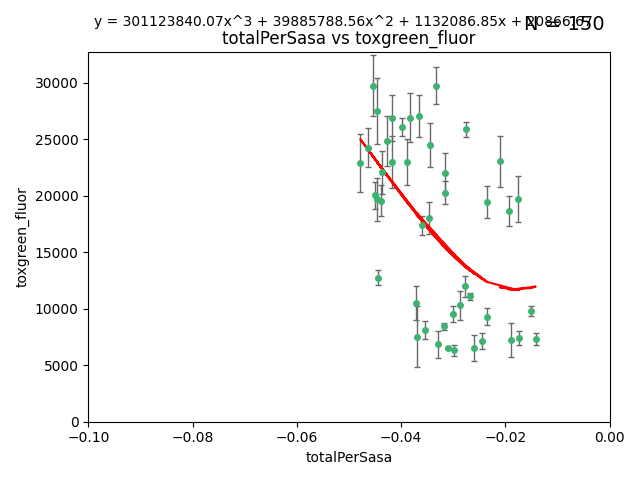 y = 301123840.07x^3 + 39885788.56x^2 + 1132086.85x +
N = 150
totalPerSasa vs toxgreen_fluor
30000
25000
20000
15000
10000
5000
0
toxgreen_fluor
−0.10 −0.08 −0.06 −0.04 −0.02 0.00
totalPerSasa